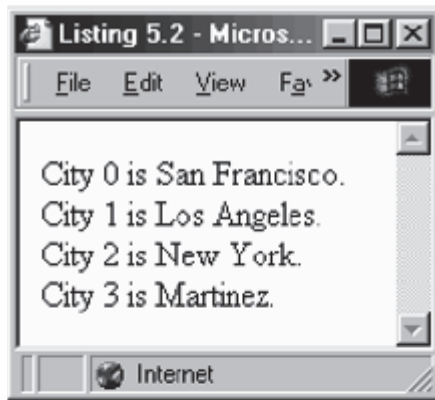 Listing 5.2 - Micros...
File Edit View Fa
City 0 is San Francisco.
City 1 is Los Angeles.
City 2 is New York.
City 3 is Martinez.
Internet